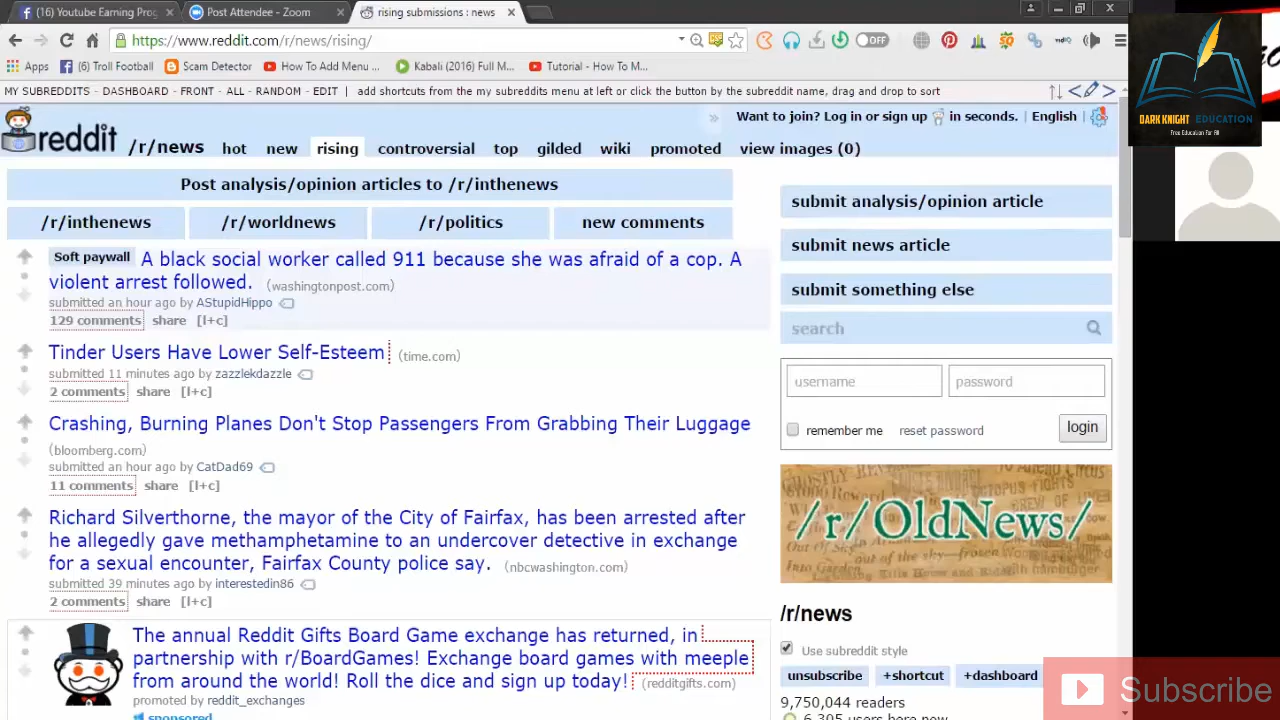 (16) Youtube Earning Prog
Post Attendee - Zoom
rising submissions : news
https://www.reddit.com/r/news/rising/
OFF
Apps
(6) Troll Football
Scam Detector
How To Add Menu ...
Kabali (2016) Full M...
Tutorial - How To M...
MY SUBREDDITS - DASHBOARD - FRONT - ALL - RANDOM - EDIT | add shortcuts from the my subreddits menu at left or click the button by the subreddit name, drag and drop to sort
DARK KNIGHT EDUCATION
Free Education For All
Want to join? Log in or sign up in seconds. | English
reddit /r/news hot new rising controversial top gilded wiki promoted view images (0)
Post analysis/opinion articles to /r/inthenews
/r/inthenews /r/worldnews /r/politics new comments
Soft paywall A black social worker called 911 because she was afraid of a cop. A
violent arrest followed. (washingtonpost.com)
submitted an hour ago by AStupidHippo
129 comments share [l+c]
Tinder Users Have Lower Self-Esteem (time.com)
submitted 11 minutes ago by zazzlekdazzle
2 comments share [l+c]
Crashing, Burning Planes Don't Stop Passengers From Grabbing Their Luggage
(bloomberg.com)
submitted an hour ago by CatDad69
11 comments share [l+c]
Richard Silverthorne, the mayor of the City of Fairfax, has been arrested after
he allegedly gave methamphetamine to an undercover detective in exchange
for a sexual encounter, Fairfax County police say. (nbcwashington.com)
submitted 39 minutes ago by interestedin86
2 comments share [l+c]
The annual Reddit Gifts Board Game exchange has returned, in
partnership with r/BoardGames! Exchange board games with meeple
from around the world! Roll the dice and sign up today! (redditgifts.com)
promoted by reddit_exchanges
sponsored
submit analysis/opinion article
submit news article
submit something else
search
username password
remember me reset password login
/r/OldNews/
/r/news
Use subreddit style
unsubscribe +shortcut +dashboard
9,750,044 readers
6,305 users here now
Subscribe